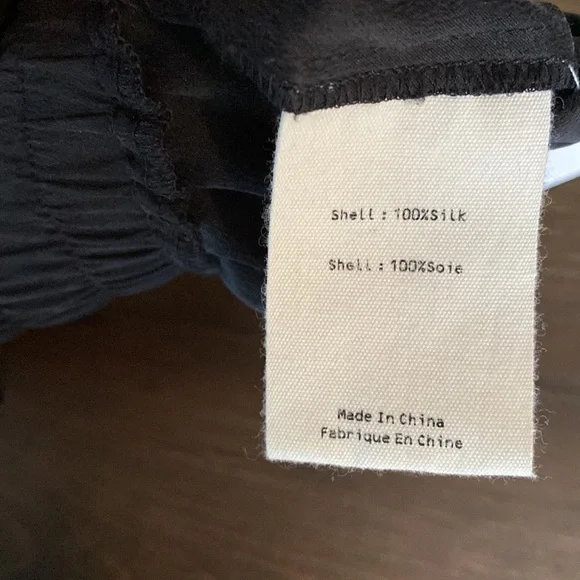 Shell : 100%Silk
Shell : 100%Soie
Made In China
Fabrique En Chine